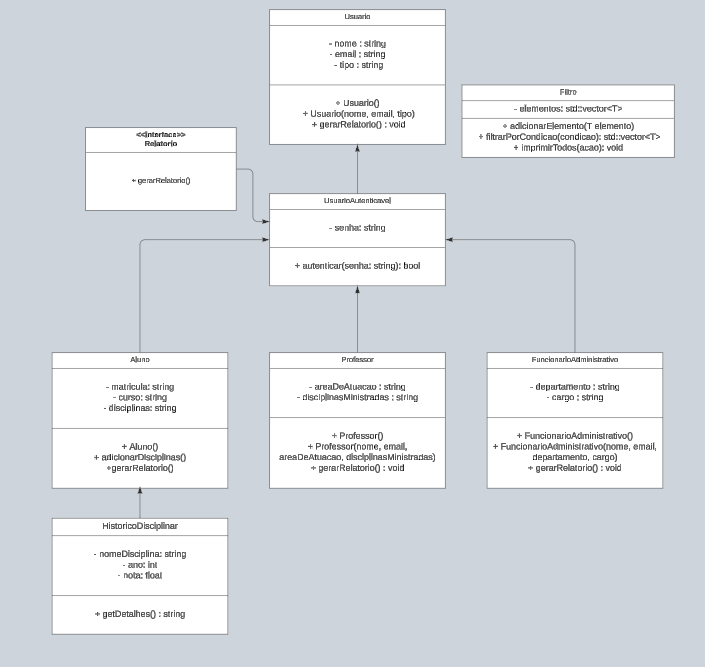 Usuario
- nome : string
- email : string
- tipo : string
+ Usuario()
+ Usuario(nome, email, tipo)
+ gerarRelatorio() : void
Filtro
- elementos: std::vector<T>
+ adicionarElemento(T elemento)
+ filtrarPorCondicao(condicao): std::vector<T>
+ imprimirTodos(acao): void
<<interface>>
Relatorio
+ gerarRelatorio()
UsuarioAutenticavel
- senha: string
+ autenticar(senha: string): bool
Aluno
- matricula: string
- curso: string
- disciplinas: string
+ Aluno()
+ adicionarDisciplinas()
+gerarRelatorio()
Professor
- areaDeAtuacao : string
- disciplinasMinistradas : string
+ Professor()
+ Professor(nome, email,
areaDeAtuacao, disciplinasMinistradas)
+ gerarRelatorio() : void
FuncionarioAdministrativo
- departamento : string
- cargo : string
+ FuncionarioAdministrativo()
+ FuncionarioAdministrativo(nome, email,
departamento, cargo)
+ gerarRelatorio() : void
HistoricoDisciplinar
- nomeDisciplina: string
- ano: int
- nota: float
+ getDetalhes() : string